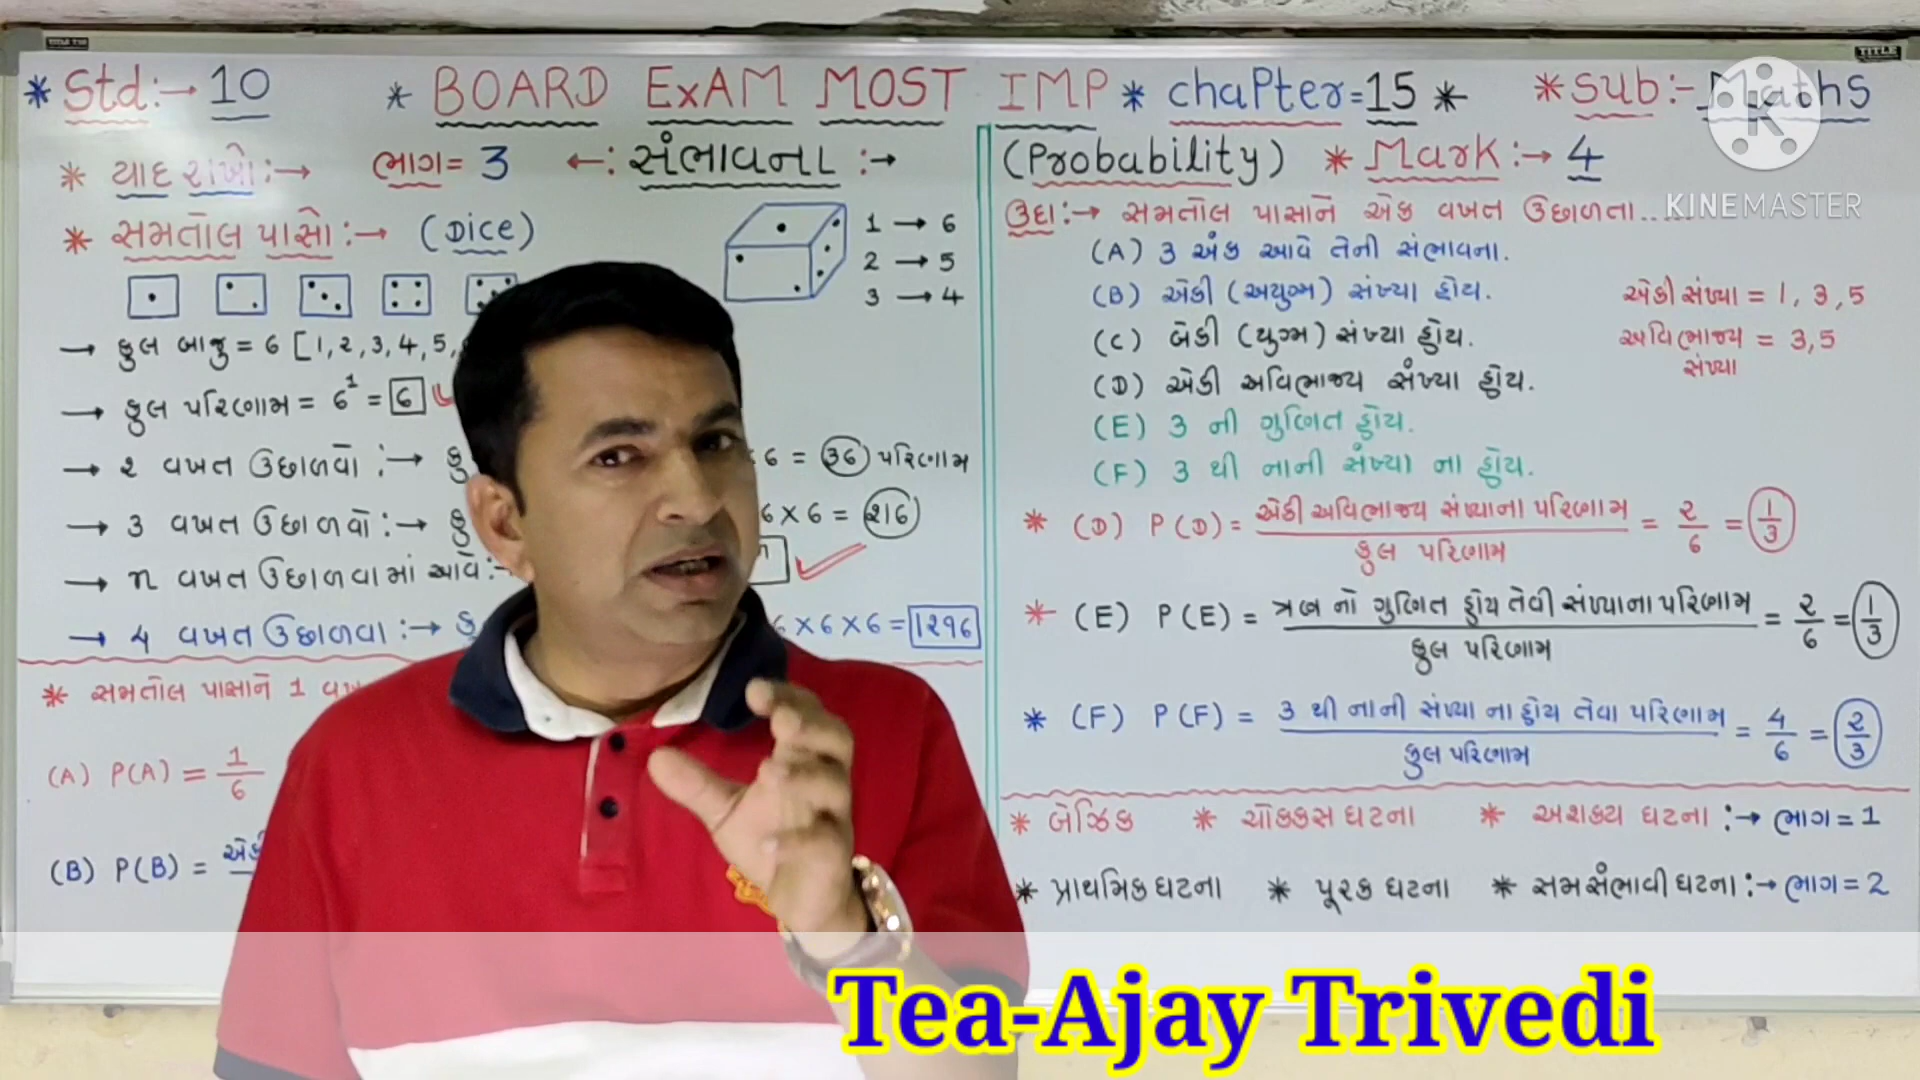 * Std:→ 10 * BOARD ExAM MOST IMP * chaPter=15 * * Sub:- Maths
* યાદ રાખો:→ ભાગ= 3 ←: સંભાવના :→ (Probability) * Mark:→ 4
KINEMASTER
* સમતોલ પાસો:→ (Dice)
1 → 6
2 → 5
3 → 4
→ કુલ બાજુ = 6 [1,2,3,4,5,
→ કુલ પરિણામ = 6¹ = 6
→ ૨ વખત ઉછાળવો :→ કુ 6 = 36 પરિણામ
→ 3 વખત ઉછાળવો:→ કુ 6 × 6 = 216
→ n વખત ઉછાળવામાં આવે:- n
→ 4 વખત ઉછાળવા :→ કુ 6 × 6 × 6 = 1296
* સમતોલ પાસાને 1 વખ
(A) P(A) = 1/6
(B) P(B) = એકી
ઉદા:→ સમતોલ પાસાને એક વખત ઉછાળતા...
(A) 3 અંક આવે તેની સંભાવના.
(B) એકી (અયુગ્મ) સંખ્યા હોય.
(C) બેકી (યુગ્મ) સંખ્યા હોય.
(D) એકી અવિભાજ્ય સંખ્યા હોય.
(E) 3 ની ગુણિત હોય.
(F) 3 થી નાની સંખ્યા ના હોય.
એકી સંખ્યા = 1, 3, 5
અવિભાજ્ય = 3,5
સંખ્યા
* (D) P(D) = એકી અવિભાજ્ય સંખ્યાના પરિણામ / કુલ પરિણામ = ૨/6 = 1/3
* (E) P(E) = ત્રણ નો ગુણિત હોય તેવી સંખ્યાના પરિણામ / કુલ પરિણામ = ૨/6 = 1/3
* (F) P(F) = 3 થી નાની સંખ્યા ના હોય તેવા પરિણામ / કુલ પરિણામ = 4/6 = ૨/3
* બેઝિક * ચોક્કસ ઘટના * અશક્ય ઘટના :→ ભાગ = 1
* પ્રાથમિક ઘટના * પૂરક ઘટના * સમસંભાવી ઘટના :→ ભાગ = 2
Tea-Ajay Trivedi